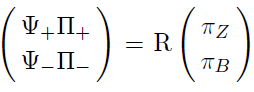 ( Ψ₊Π₊ ) = R ( π_Z )
( Ψ₋Π₋ ) ( π_B )